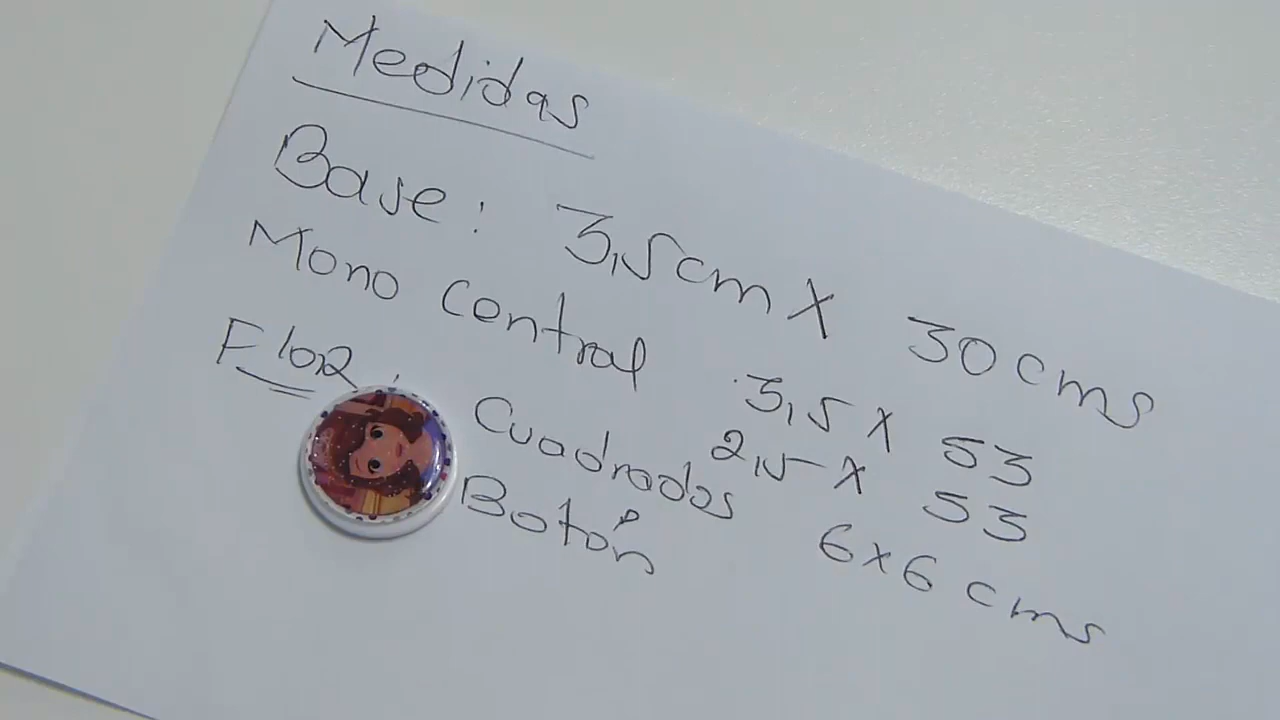 Medidas
Base: 3,5cm X 30cms
Mono Central 3,5 X 53
2,5 X 53
Flor: Cuadrados 6x6 cms
Botón